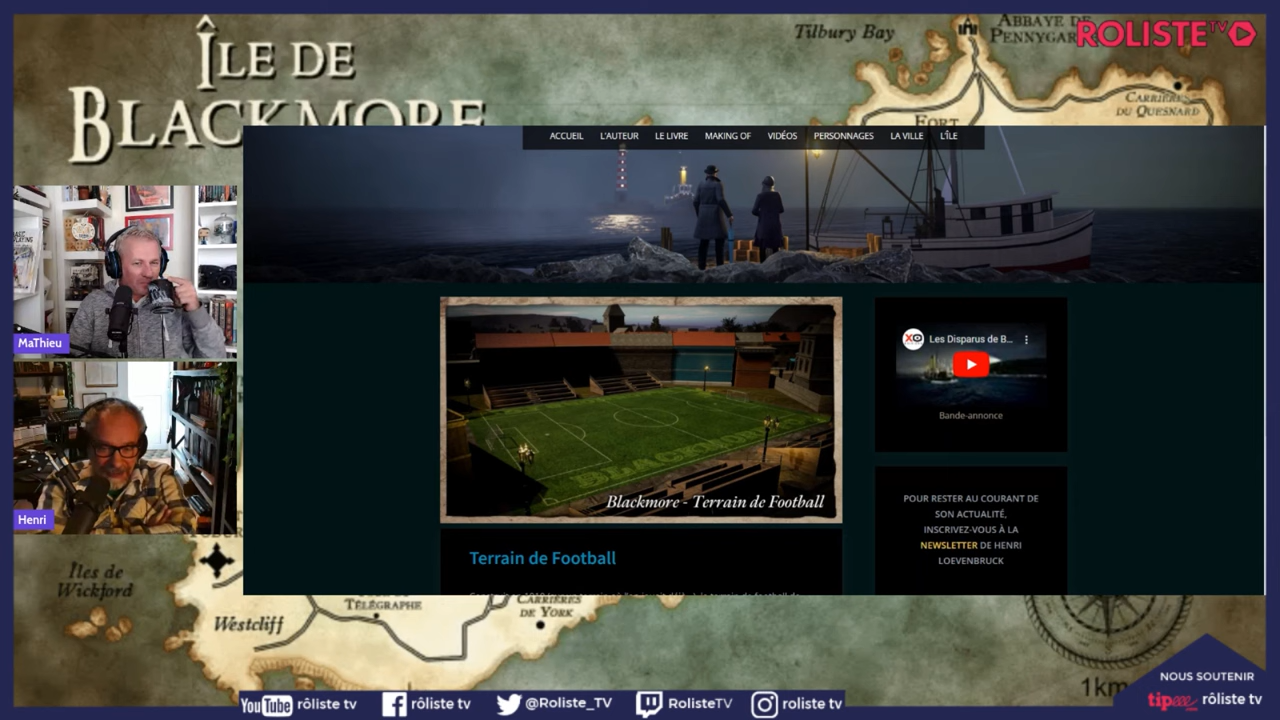 ÎLE DE
BLACKMORE
Tilbury Bay
ABBAYE DE
PENNYGAR
ROLISTE TV
CARRIÈRES
DU QUESNARD
FORT
ACCUEIL L'AUTEUR LE LIVRE MAKING OF VIDÉOS PERSONNAGES LA VILLE L'ÎLE
MaThieu
Henri
BLACKMORE
Blackmore - Terrain de Football
Terrain de Football
XO Les Disparus de B...
Bande-annonce
POUR RESTER AU COURANT DE
SON ACTUALITÉ,
INSCRIVEZ-VOUS À LA
NEWSLETTER DE HENRI
LOEVENBRUCK
Îles de
Wickford
TÉLÉGRAPHE
CARRIÈRES
DE YORK
Westcliff
1km
NOUS SOUTENIR
tipeee rôliste tv
YouTube rôliste tv
rôliste tv
@Roliste_TV
RolisteTV
rôliste tv